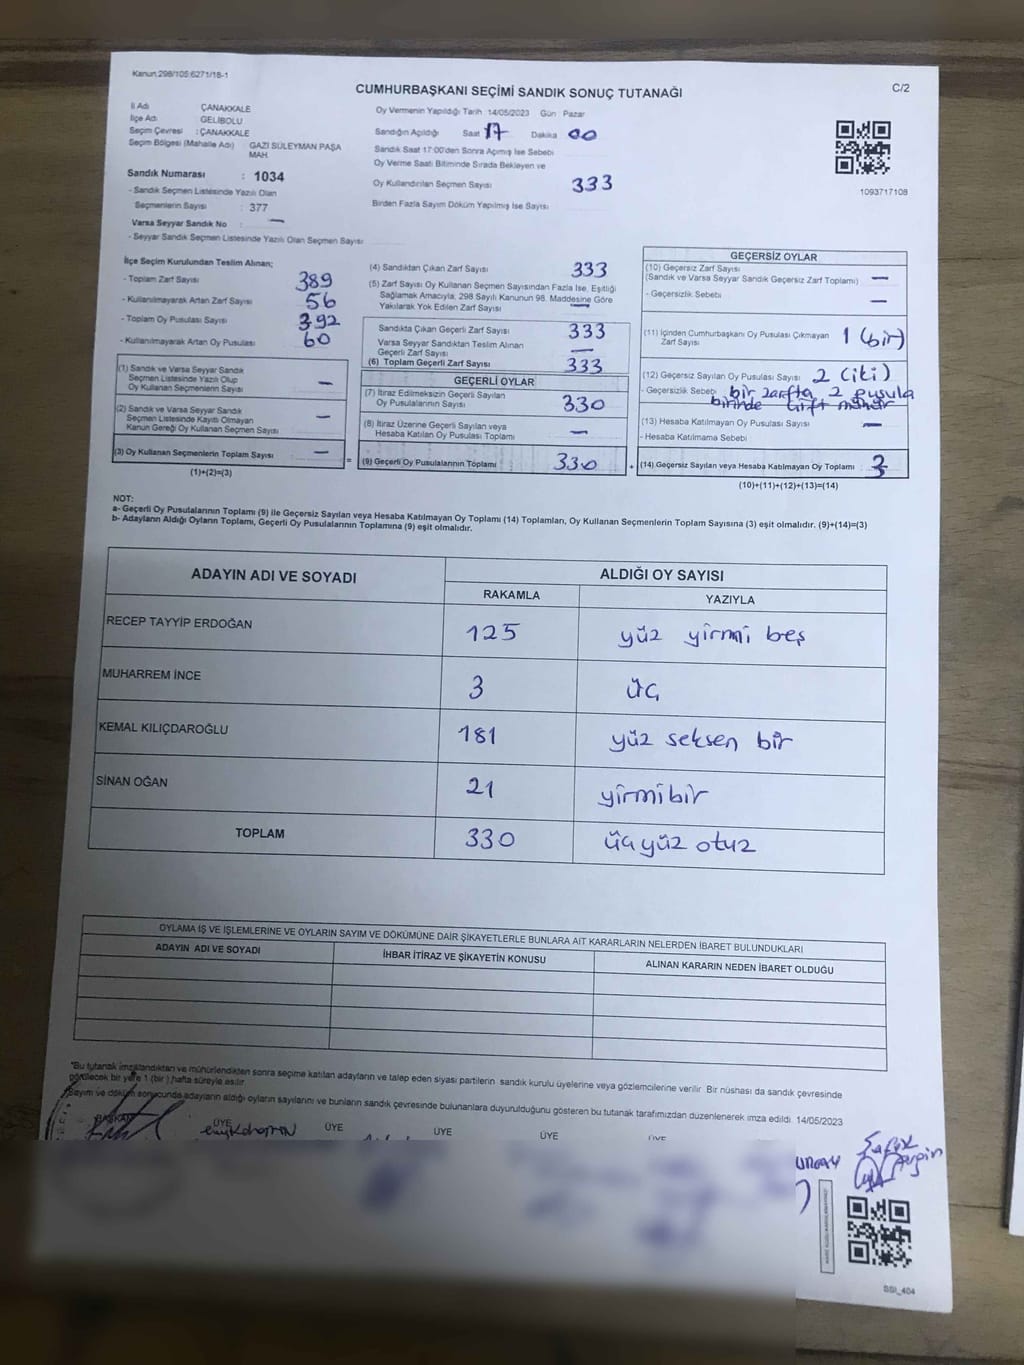 Kanun:298/105;6271/18-1
C/2
CUMHURBAŞKANI SEÇİMİ SANDIK SONUÇ TUTANAĞI
İl Adı ÇANAKKALE
İlçe Adı GELİBOLU
Seçim Çevresi : ÇANAKKALE
Seçim Bölgesi (Mahalle Adı) : GAZİ SÜLEYMAN PAŞA
MAH.
Sandık Numarası : 1034
- Sandık Seçmen Listesinde Yazılı Olan
Seçmenlerin Sayısı : 377
Varsa Seyyar Sandık No : —
- Seyyar Sandık Seçmen Listesinde Yazılı Olan Seçmen Sayısı
Oy Vermenin Yapıldığı Tarih :14/05/2023 Gün Pazar
Sandığın Açıldığı Saat 17 Dakika 00
Sandık Saat 17:00'den Sonra Açımış İse Sebebi
Oy Verme Saati Bitiminde Sırada Bekleyen ve
Oy Kullandırılan Seçmen Sayısı 333
Birden Fazla Sayım Döküm Yapılmış İse Sayısı
1093717108
İlçe Seçim Kurulundan Teslim Alınan;
- Toplam Zarf Sayısı 389
- Kullanılmayarak Artan Zarf Sayısı 56
- Toplam Oy Pusulası Sayısı 392
- Kullanılmayarak Artan Oy Pusulası 60
(1) Sandık ve Varsa Seyyar Sandık
Seçmen Listesinde Yazılı Olup
Oy Kullanan Seçmenlerin Sayısı —
(2) Sandık ve Varsa Seyyar Sandık
Seçmen Listesinde Kayıtlı Olmayan
Kanun Gereği Oy Kullanan Seçmen Sayısı —
(3) Oy Kullanan Seçmenlerin Toplam Sayısı —
(1)+(2)=(3)
(4) Sandıktan Çıkan Zarf Sayısı 333
(5) Zarf Sayısı Oy Kullanan Seçmen Sayısından Fazla İse, Eşitliği
Sağlamak Amacıyla; 298 Sayılı Kanunun 98. Maddesine Göre
Yakılarak Yok Edilen Zarf Sayısı —
Sandıkta Çıkan Geçerli Zarf Sayısı 333
Varsa Seyyar Sandıktan Teslim Alınan
Geçerli Zarf Sayısı —
(6) Toplam Geçerli Zarf Sayısı 333
GEÇERLİ OYLAR
(7) İtiraz Edilmeksizin Geçerli Sayılan
Oy Pusulalarının Sayısı 330
(8) İtiraz Üzerine Geçerli Sayılan veya
Hesaba Katılan Oy Pusulası Toplamı —
= (9) Geçerli Oy Pusulalarının Toplamı 330 +
GEÇERSİZ OYLAR
(10) Geçersiz Zarf Sayısı
(Sandık ve Varsa Seyyar Sandık Geçersiz Zarf Toplamı) —
- Geçersizlik Sebebi —
(11) İçinden Cumhurbaşkanı Oy Pusulası Çıkmayan
Zarf Sayısı 1 (bir)
(12) Geçersiz Sayılan Oy Pusulası Sayısı 2 (iki)
- Geçersizlik Sebebi bir zarfta 2 pusula
birinde çift mühür
(13) Hesaba Katılmayan Oy Pusulası Sayısı —
- Hesaba Katılmama Sebebi
(14) Geçersiz Sayılan veya Hesaba Katılmayan Oy Toplamı : 3
(10)+(11)+(12)+(13)=(14)
NOT:
a- Geçerli Oy Pusulalarının Toplamı (9) ile Geçersiz Sayılan veya Hesaba Katılmayan Oy Toplamı (14) Toplamları, Oy Kullanan Seçmenlerin Toplam Sayısına (3) eşit olmalıdır. (9)+(14)=(3)
b- Adayların Aldığı Oyların Toplamı, Geçerli Oy Pusulalarının Toplamına (9) eşit olmalıdır.
ADAYIN ADI VE SOYADI ALDIĞI OY SAYISI
RAKAMLA YAZIYLA
RECEP TAYYİP ERDOĞAN 125 yüz yirmi beş
MUHARREM İNCE 3 üç
KEMAL KILIÇDAROĞLU 181 yüz seksen bir
SİNAN OĞAN 21 yirmibir
TOPLAM 330 üçyüz otuz
OYLAMA İŞ VE İŞLEMLERİNE VE OYLARIN SAYIM VE DÖKÜMÜNE DAİR ŞİKAYETLERLE BUNLARA AİT KARARLARIN NELERDEN İBARET BULUNDUKLARI
ADAYIN ADI VE SOYADI İHBAR İTİRAZ VE ŞİKAYETİN KONUSU ALINAN KARARIN NEDEN İBARET OLDUĞU
*Bu tutanak imzalandıktan ve mühürlendikten sonra seçime katılan adayların ve talep eden siyasi partilerin sandık kurulu üyelerine veya gözlemcilerine verilir. Bir nüshası da sandık çevresinde
görülecek bir yere 1 (bir) hafta süreyle asılır.
Sayım ve döküm sonucunda adayların aldığı oyların sayılarını ve bunların sandık çevresinde bulunanlara duyurulduğunu gösteren bu tutanak tarafımızdan düzenlenerek imza edildi. 14/05/2023
BAŞKAN ÜYE ÜYE ÜYE ÜYE ÜYE
SSI_404